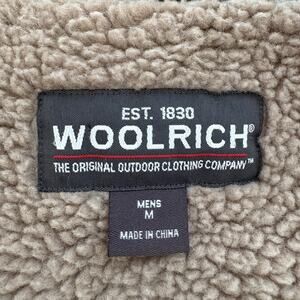 EST. 1830
WOOLRICH®
THE ORIGINAL OUTDOOR CLOTHING COMPANY™
MENS
M
MADE IN CHINA